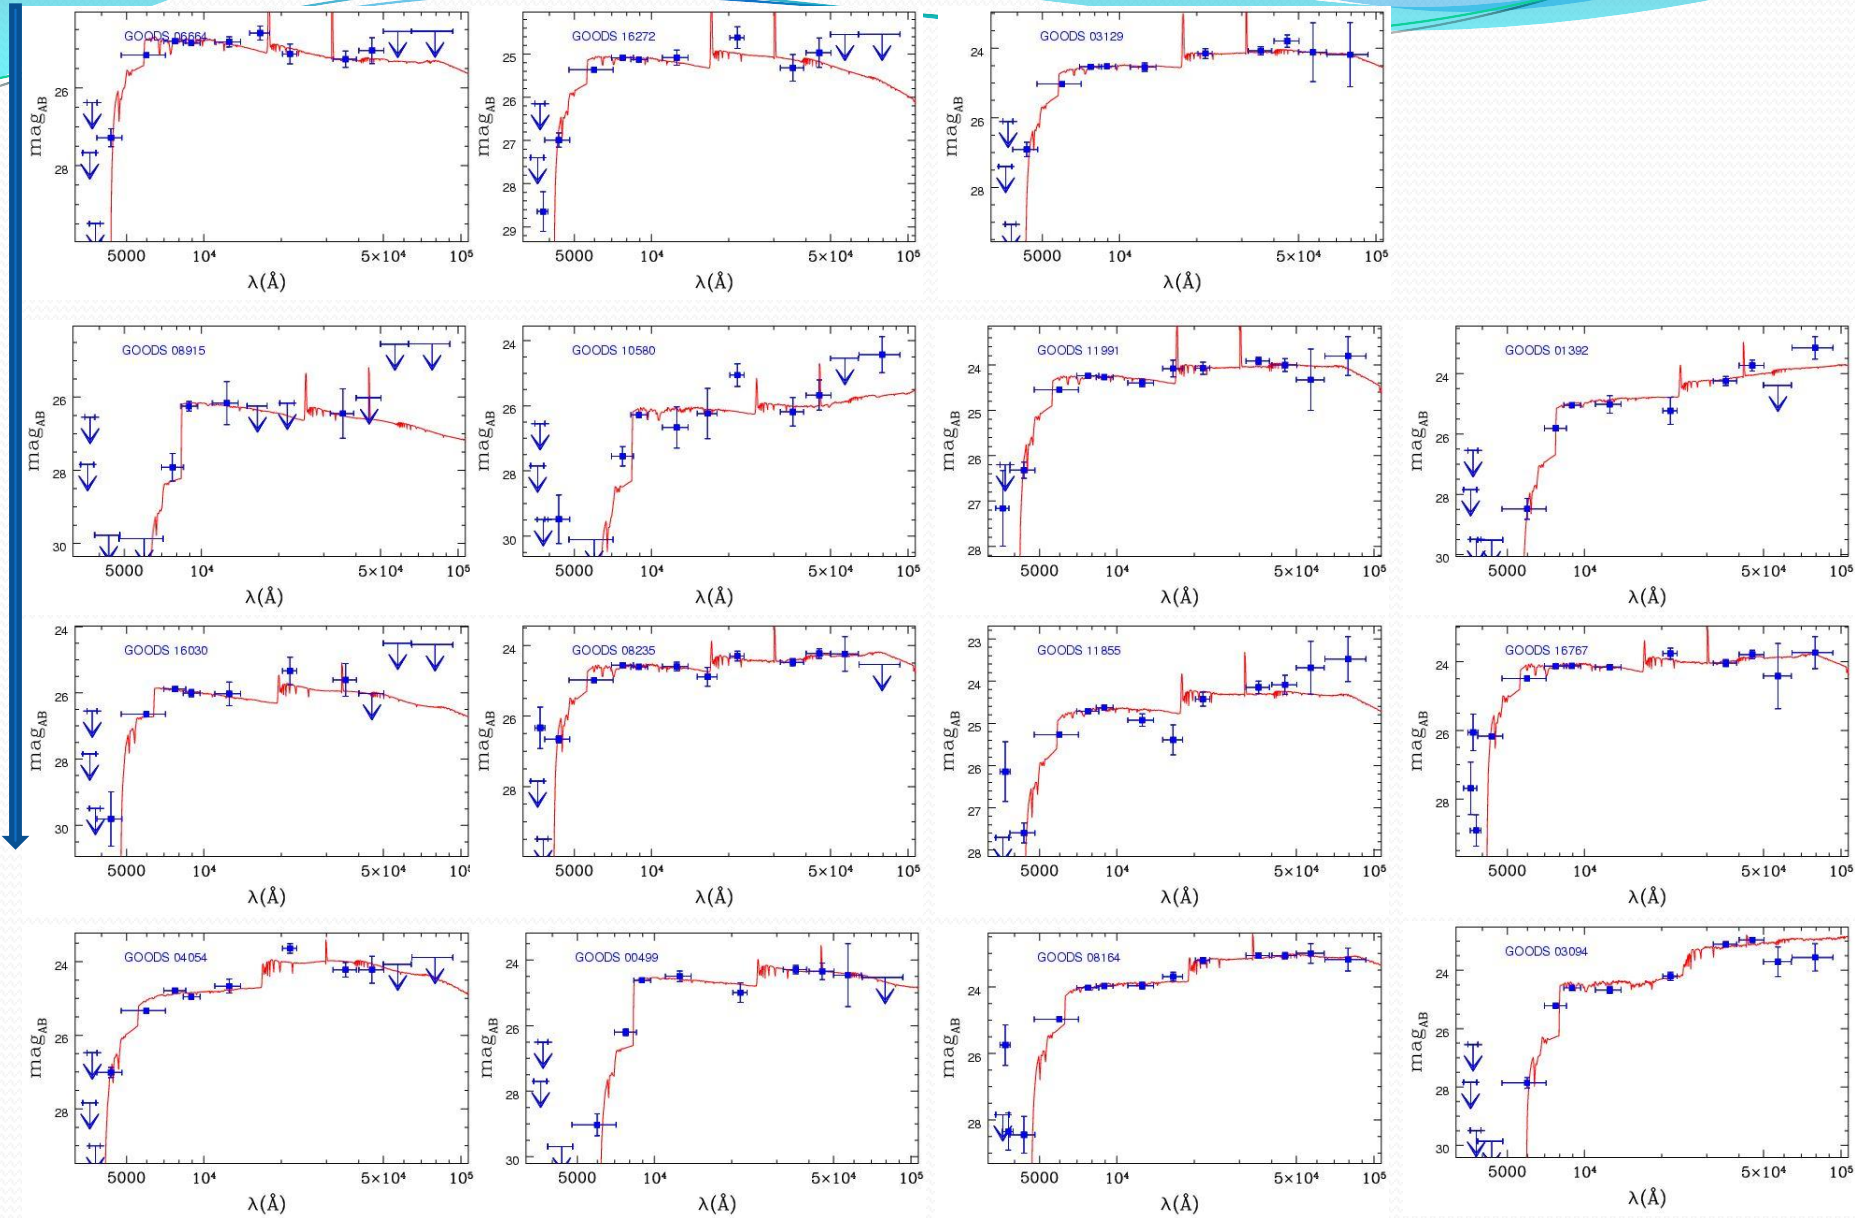 GOODS 06664
mag_AB
26
28
5000 10⁴ 5×10⁴ 10⁵
λ(Å)
GOODS 16272
mag_AB
25
26
27
28
29
5000 10⁴ 5×10⁴ 10⁵
λ(Å)
GOODS 03129
mag_AB
24
26
28
5000 10⁴ 5×10⁴ 10⁵
λ(Å)
GOODS 08915
mag_AB
26
28
30
5000 10⁴ 5×10⁴ 10⁵
λ(Å)
GOODS 10580
mag_AB
24
26
28
30
5000 10⁴ 5×10⁴ 10⁵
λ(Å)
GOODS 11991
mag_AB
24
25
26
27
28
5000 10⁴ 5×10⁴ 10⁵
λ(Å)
GOODS 01392
mag_AB
24
26
28
30
5000 10⁴ 5×10⁴ 10⁵
λ(Å)
GOODS 16030
mag_AB
24
26
28
30
5000 10⁴ 5×10⁴ 10⁵
λ(Å)
GOODS 08235
mag_AB
24
26
28
5000 10⁴ 5×10⁴ 10⁵
λ(Å)
GOODS 11855
mag_AB
23
24
25
26
27
28
5000 10⁴ 5×10⁴ 10⁵
λ(Å)
GOODS 16767
mag_AB
24
26
28
5000 10⁴ 5×10⁴ 10⁵
λ(Å)
GOODS 04054
mag_AB
24
26
28
5000 10⁴ 5×10⁴ 10⁵
λ(Å)
GOODS 00499
mag_AB
24
26
28
30
5000 10⁴ 5×10⁴ 10⁵
λ(Å)
GOODS 08164
mag_AB
24
26
28
5000 10⁴ 5×10⁴ 10⁵
λ(Å)
GOODS 03094
mag_AB
24
26
28
30
5000 10⁴ 5×10⁴ 10⁵
λ(Å)